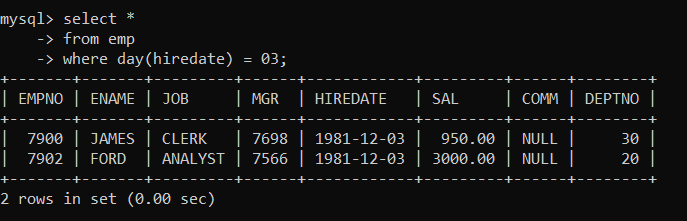 mysql> select *
    -> from emp
    -> where day(hiredate) = 03;
+-------+-------+---------+------+------------+---------+------+--------+
| EMPNO | ENAME | JOB     | MGR  | HIREDATE   | SAL     | COMM | DEPTNO |
+-------+-------+---------+------+------------+---------+------+--------+
|  7900 | JAMES | CLERK   | 7698 | 1981-12-03 |  950.00 | NULL |     30 |
|  7902 | FORD  | ANALYST | 7566 | 1981-12-03 | 3000.00 | NULL |     20 |
+-------+-------+---------+------+------------+---------+------+--------+
2 rows in set (0.00 sec)